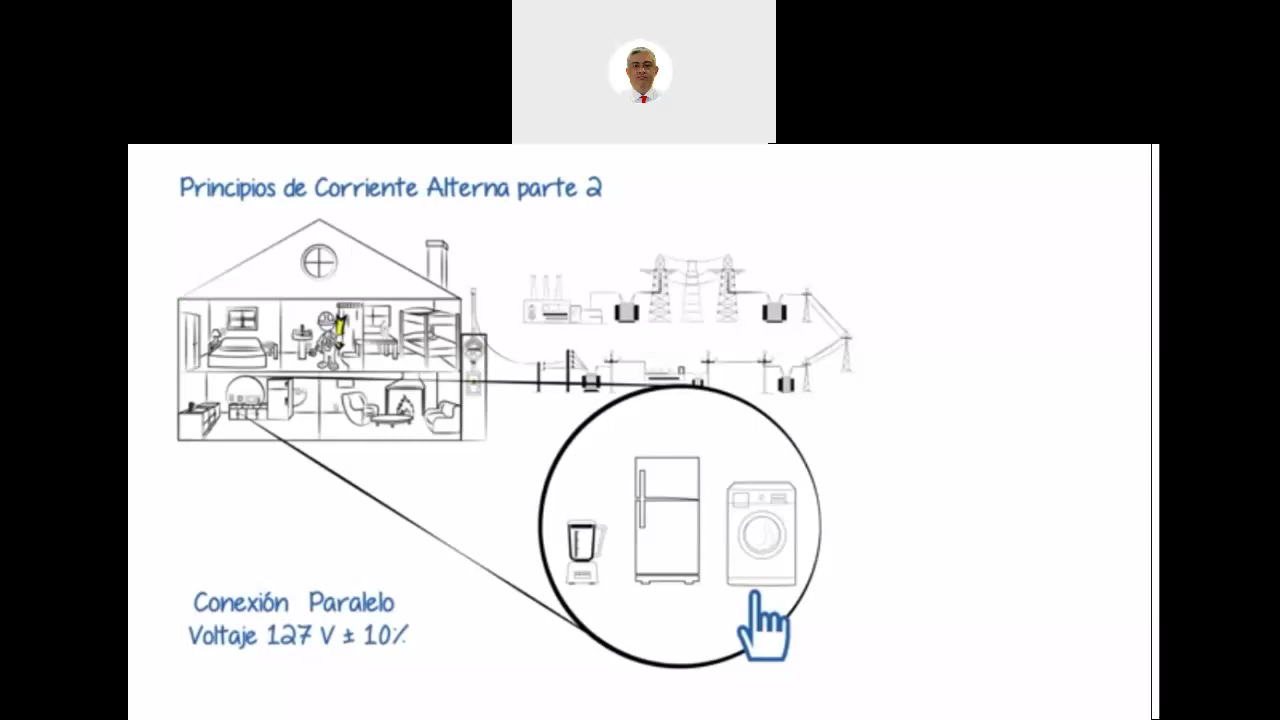 Principios de Corriente Alterna parte 2
Conexión Paralelo
Voltaje 127 V ± 10%